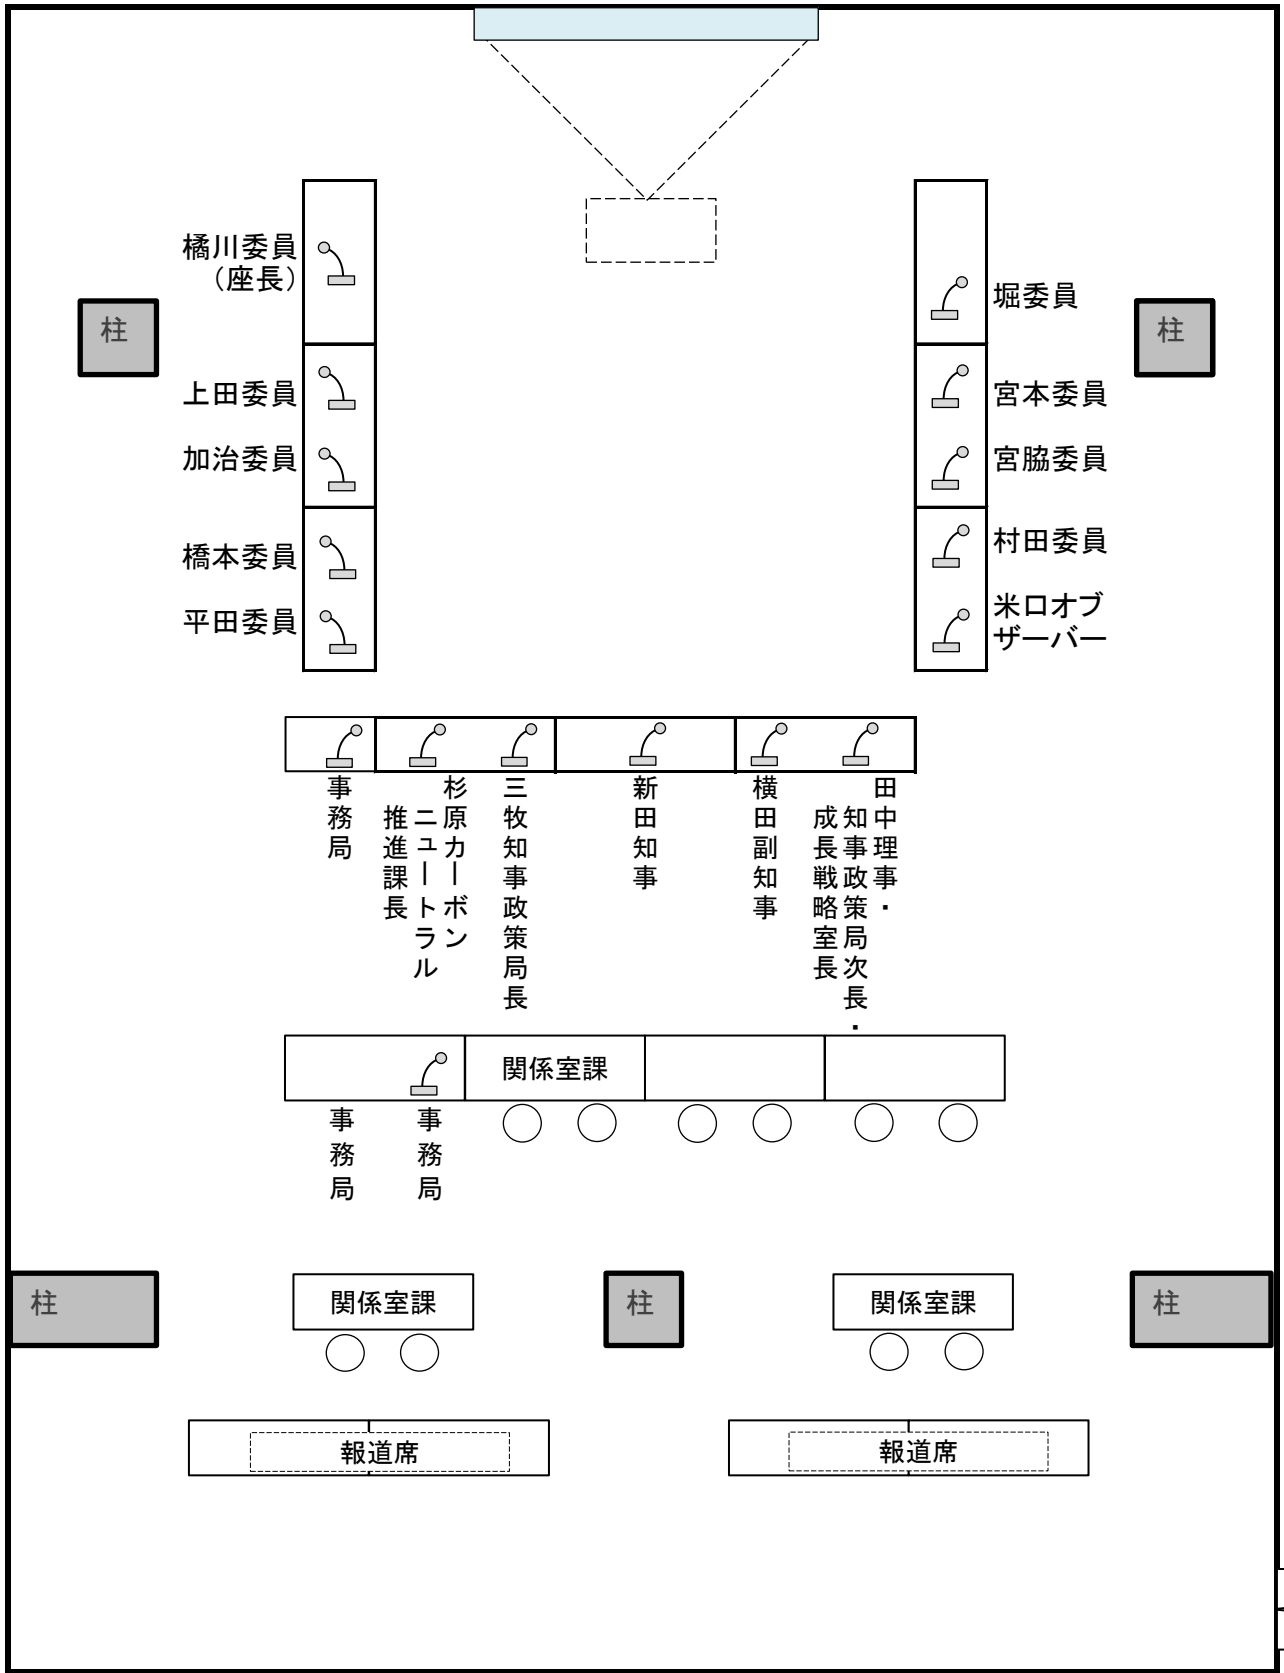 橘川委員
（座長）
堀委員
柱
柱
上田委員
宮本委員
加治委員
宮脇委員
橋本委員
村田委員
平田委員
米口オブ
ザーバー
事務局
杉原カーボン
ニュートラル
推進課長
三牧知事政策局長
新田知事
横田副知事
田中理事・
知事政策局次長・
成長戦略室長
関係室課
事務局
事務局
柱
関係室課
柱
関係室課
柱
報道席
報道席